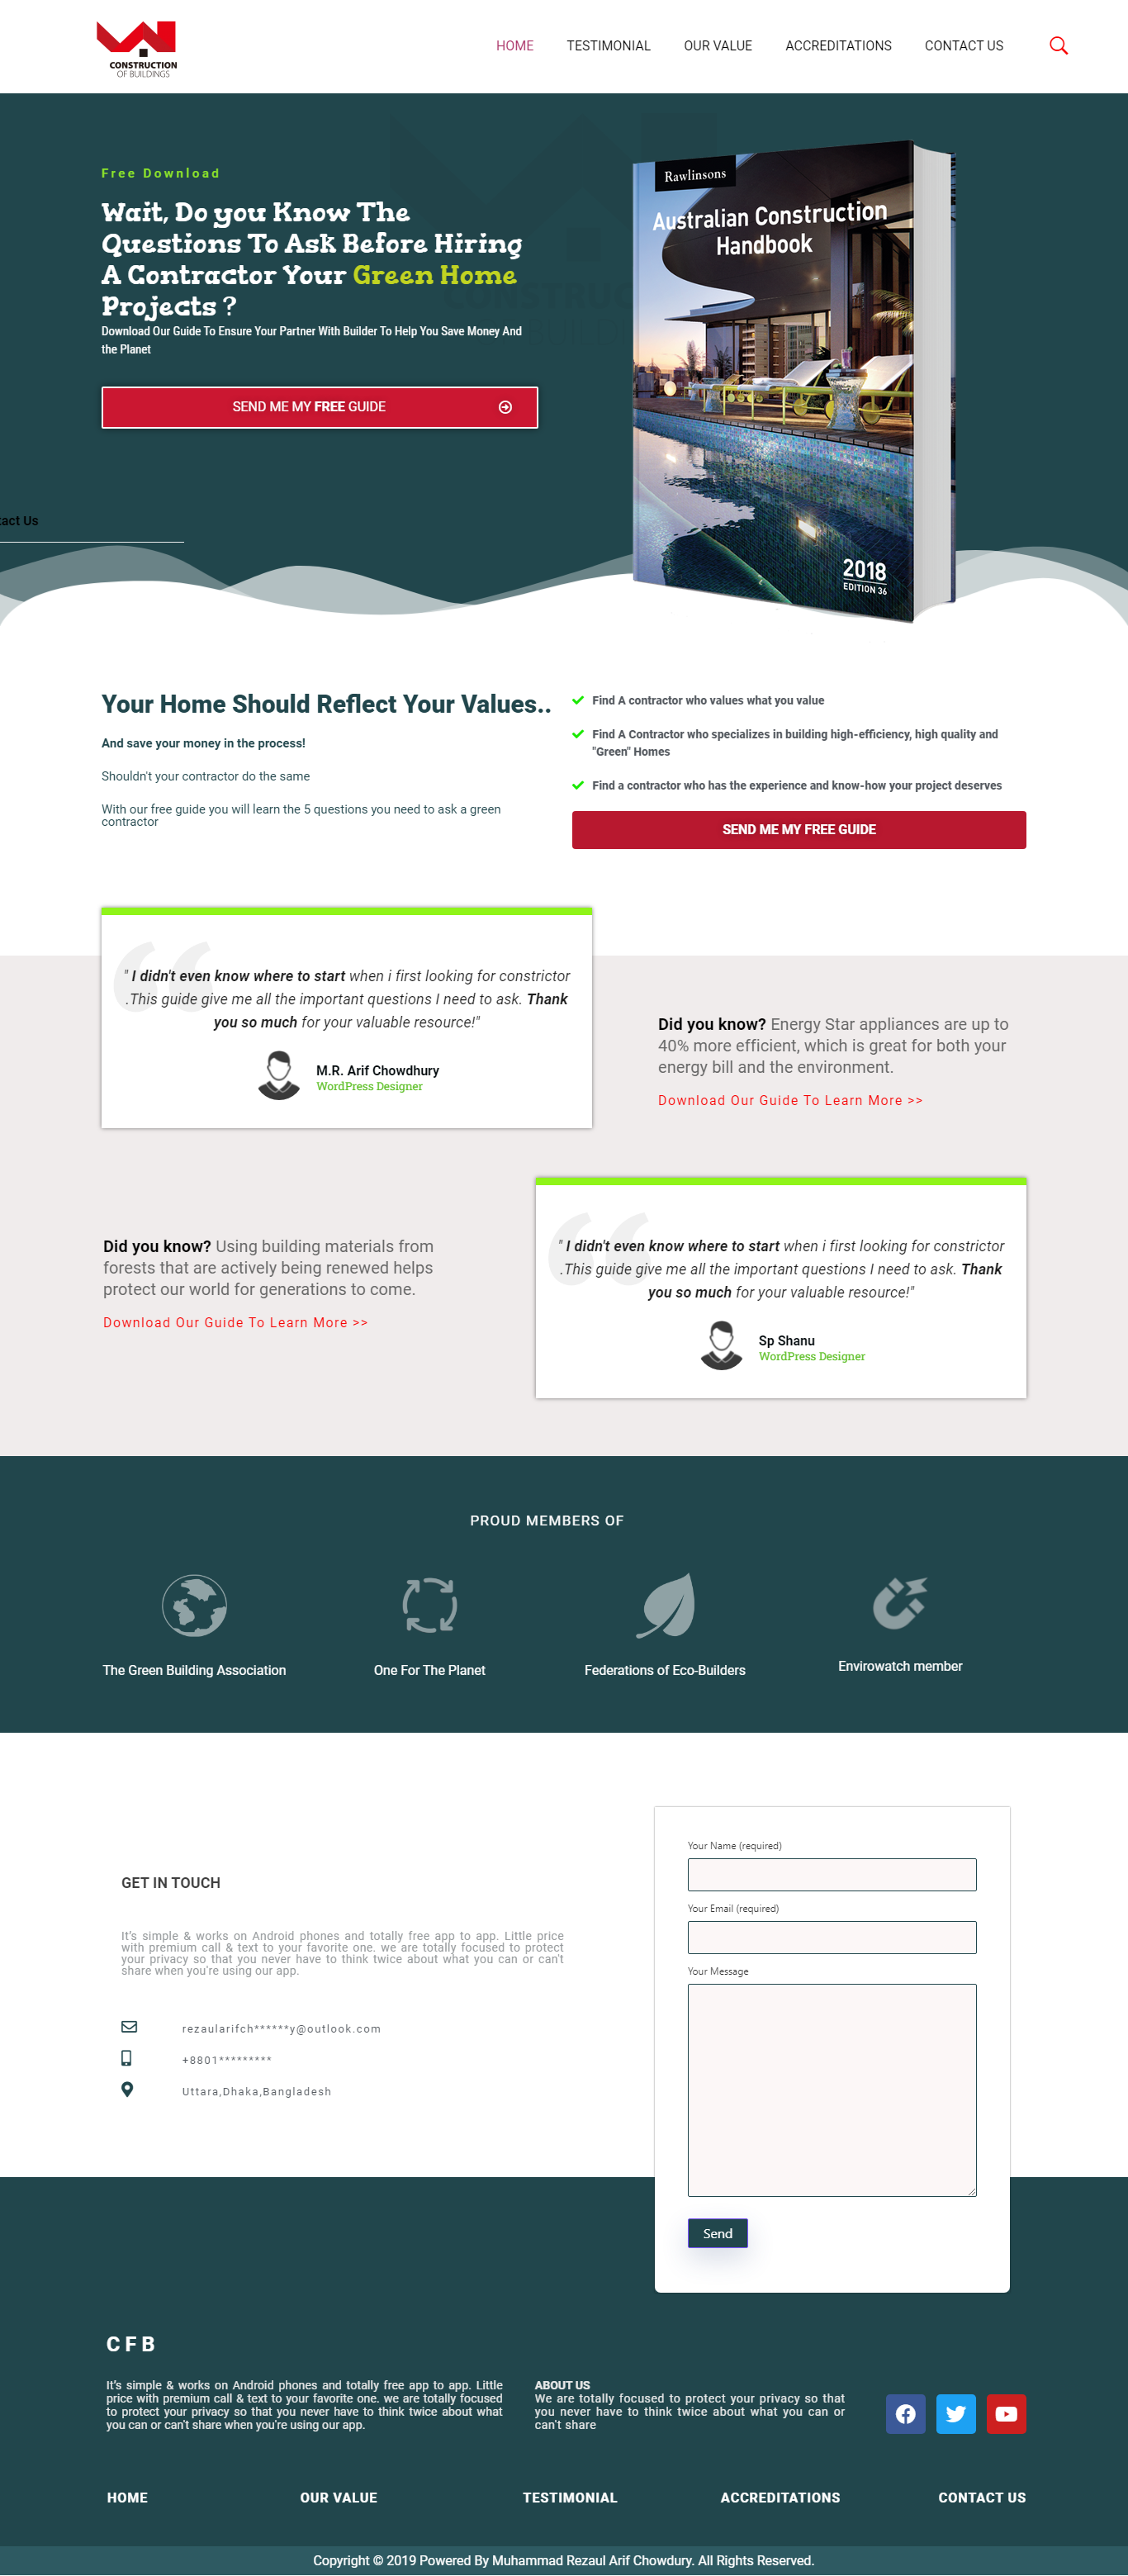 CONSTRUCTION
OF BUILDINGS
HOME
TESTIMONIAL
OUR VALUE
ACCREDITATIONS
CONTACT US
Free Download
Wait, Do you Know The
Questions To Ask Before Hiring
A Contractor Your Green Home
Projects ?
Download Our Guide To Ensure Your Partner With Builder To Help You Save Money And
the Planet
SEND ME MY FREE GUIDE
Rawlinsons
Australian Construction
Handbook
2018
EDITION 36
tact Us
Your Home Should Reflect Your Values..
And save your money in the process!
Shouldn't your contractor do the same
With our free guide you will learn the 5 questions you need to ask a green
contractor
Find A contractor who values what you value
Find A Contractor who specializes in building high-efficiency, high quality and
"Green" Homes
Find a contractor who has the experience and know-how your project deserves
SEND ME MY FREE GUIDE
" I didn't even know where to start when i first looking for constrictor
.This guide give me all the important questions I need to ask. Thank
you so much for your valuable resource!"
M.R. Arif Chowdhury
WordPress Designer
Did you know? Energy Star appliances are up to
40% more efficient, which is great for both your
energy bill and the environment.
Download Our Guide To Learn More >>
Did you know? Using building materials from
forests that are actively being renewed helps
protect our world for generations to come.
Download Our Guide To Learn More >>
" I didn't even know where to start when i first looking for constrictor
.This guide give me all the important questions I need to ask. Thank
you so much for your valuable resource!"
Sp Shanu
WordPress Designer
PROUD MEMBERS OF
The Green Building Association
One For The Planet
Federations of Eco-Builders
Envirowatch member
GET IN TOUCH
It's simple & works on Android phones and totally free app to app. Little price
with premium call & text to your favorite one. we are totally focused to protect
your privacy so that you never have to think twice about what you can or can't
share when you're using our app.
rezaularifch******y@outlook.com
+8801*********
Uttara,Dhaka,Bangladesh
Your Name (required)
Your Email (required)
Your Message
Send
CFB
It's simple & works on Android phones and totally free app to app. Little
price with premium call & text to your favorite one. we are totally focused
to protect your privacy so that you never have to think twice about what
you can or can't share when you're using our app.
ABOUT US
We are totally focused to protect your privacy so that
you never have to think twice about what you can or
can't share
HOME
OUR VALUE
TESTIMONIAL
ACCREDITATIONS
CONTACT US
Copyright © 2019 Powered By Muhammad Rezaul Arif Chowdury. All Rights Reserved.